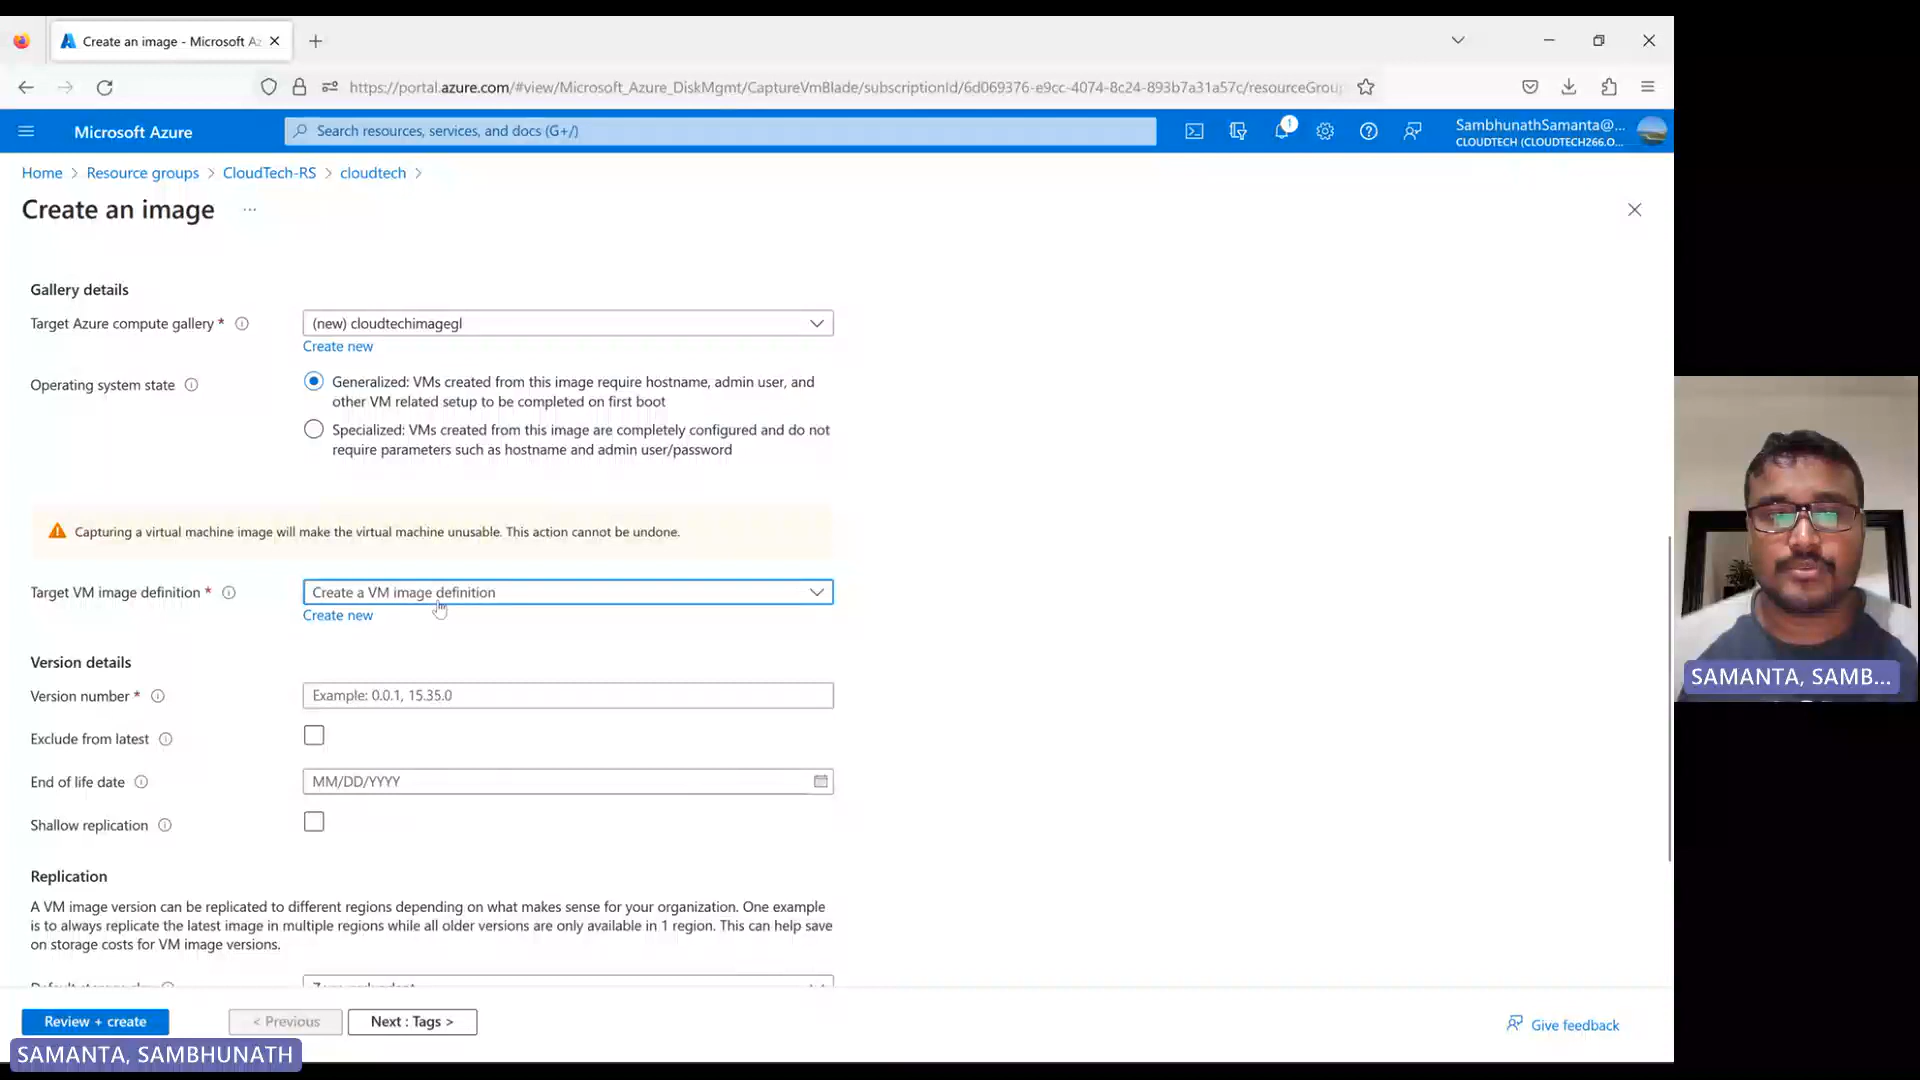 Create an image - Microsoft Az
https://portal.azure.com/#view/Microsoft_Azure_DiskMgmt/CaptureVmBlade/subscriptionId/6d069376-e9cc-4074-8c24-893b7a31a57c/resourceGrou
Microsoft Azure
Search resources, services, and docs (G+/)
1
SambhunathSamanta@...
CLOUDTECH (CLOUDTECH266.O...
Home > Resource groups > CloudTech-RS > cloudtech >
Create an image ...
Gallery details
Target Azure compute gallery *
(new) cloudtechimagegl
Create new
Operating system state
Generalized: VMs created from this image require hostname, admin user, and
other VM related setup to be completed on first boot
Specialized: VMs created from this image are completely configured and do not
require parameters such as hostname and admin user/password
Capturing a virtual machine image will make the virtual machine unusable. This action cannot be undone.
Target VM image definition *
Create a VM image definition
Create new
Version details
Version number *
Example: 0.0.1, 15.35.0
Exclude from latest
End of life date
MM/DD/YYYY
Shallow replication
Replication
A VM image version can be replicated to different regions depending on what makes sense for your organization. One example
is to always replicate the latest image in multiple regions while all older versions are only available in 1 region. This can help save
on storage costs for VM image versions.
Review + create
< Previous
Next : Tags >
Give feedback
SAMANTA, SAMBHUNATH
SAMANTA, SAMB...